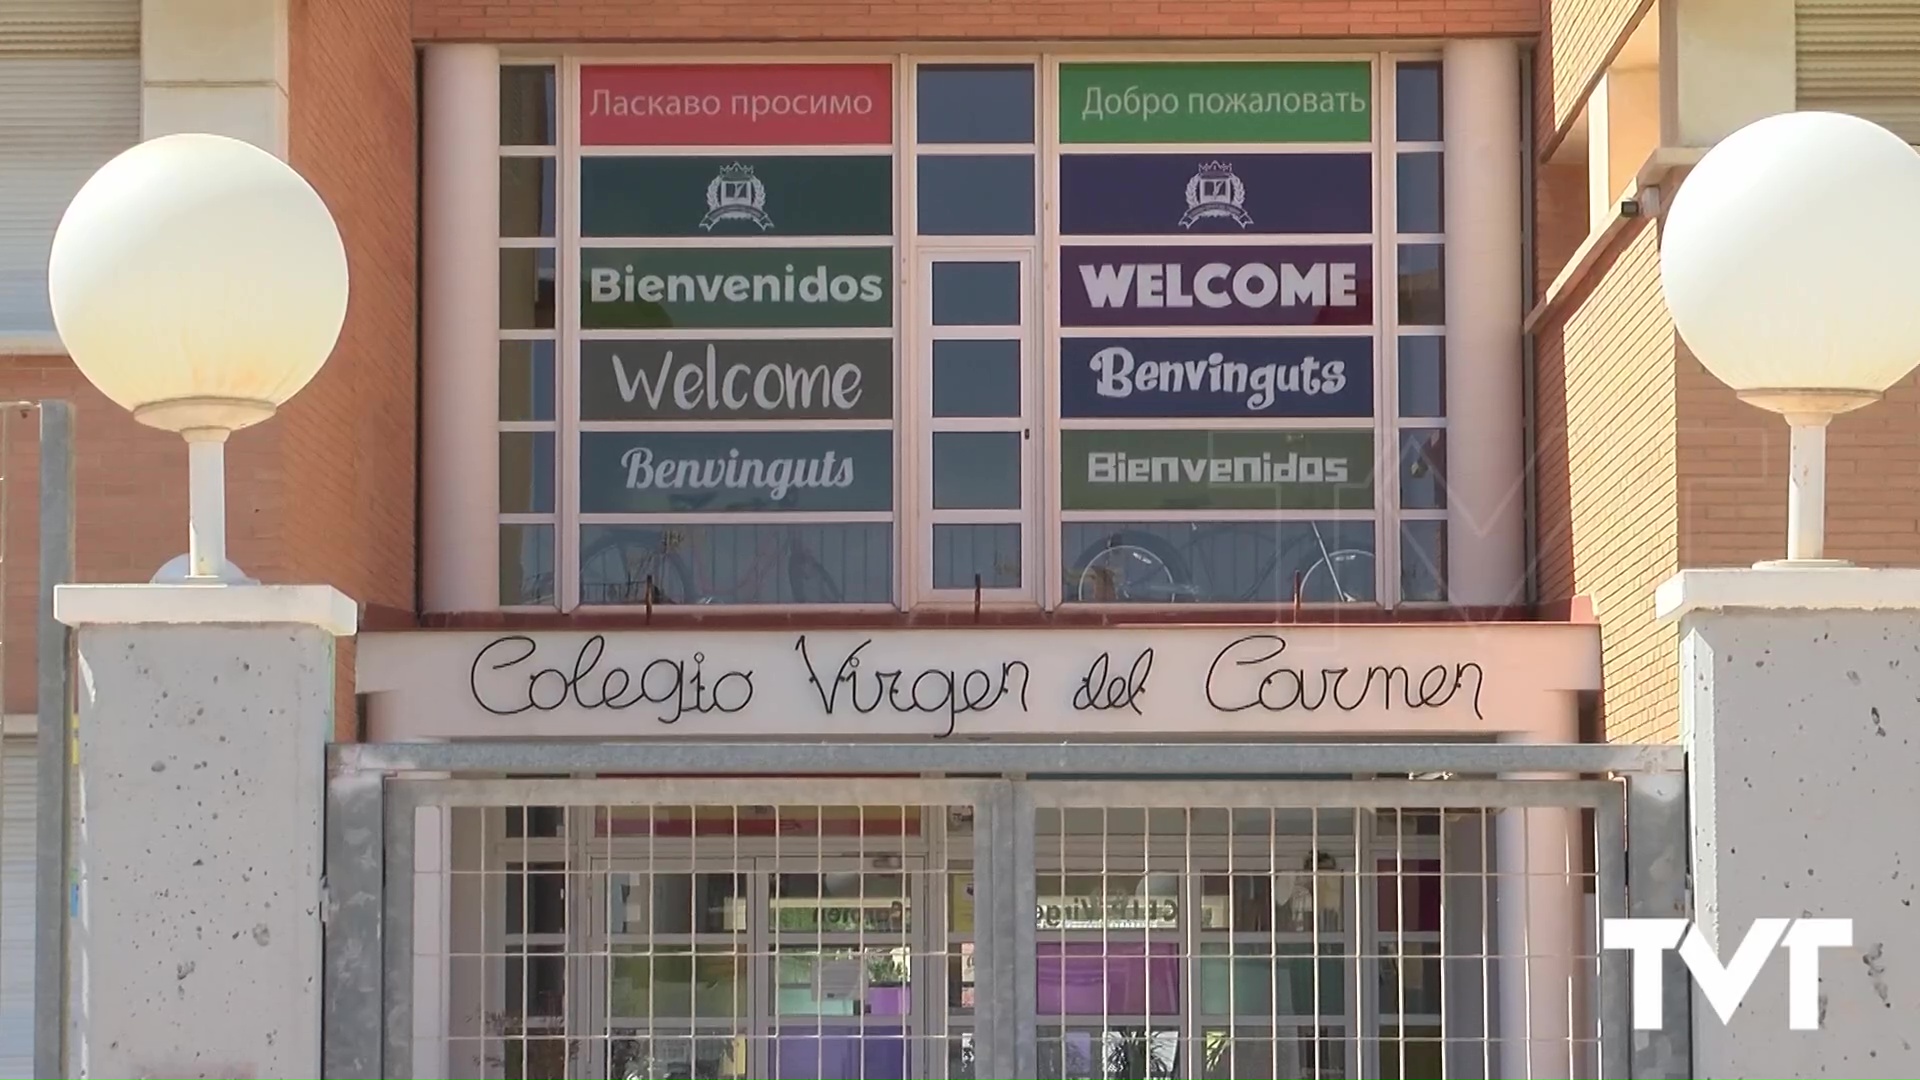 Ласкаво просимо
Добро пожаловать
Bienvenidos
WELCOME
Welcome
Benvinguts
Benvinguts
Bienvenidos
Colegio Virgen del Carmen
TVT